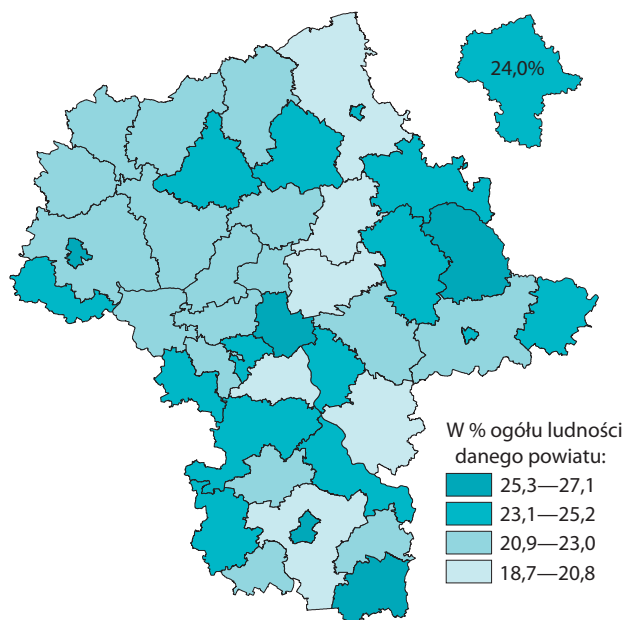 24,0%
W % ogółu ludności
danego powiatu:
25,3—27,1
23,1—25,2
20,9—23,0
18,7—20,8